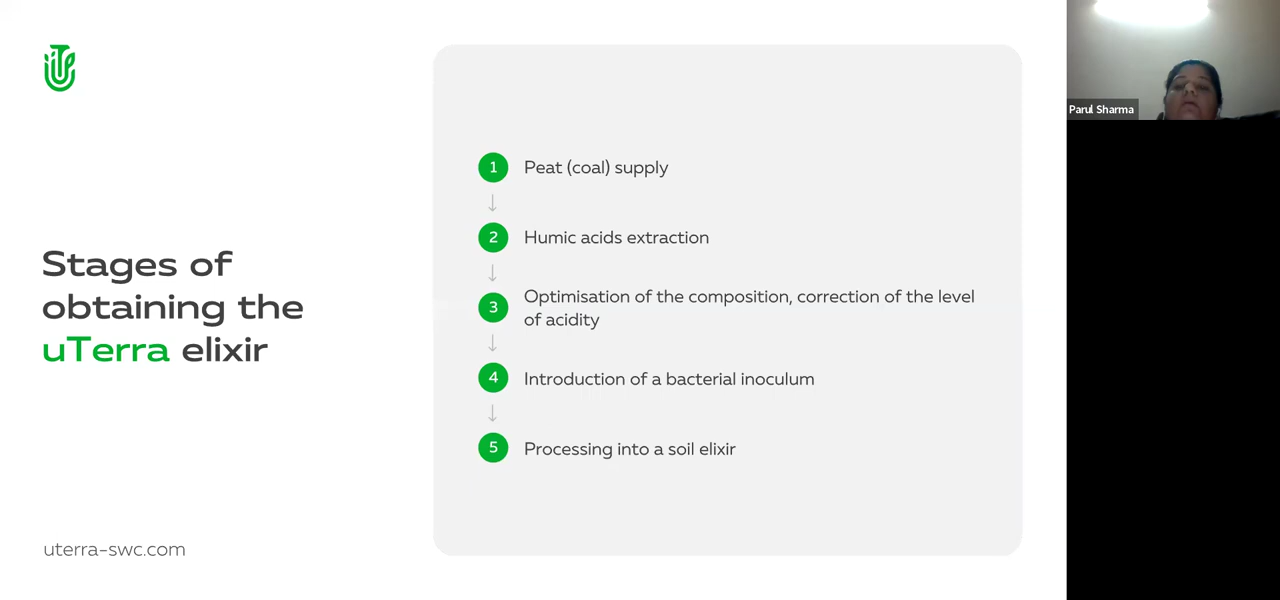 Stages of
obtaining the
uTerra elixir
uterra-swc.com
1 Peat (coal) supply
↓
2 Humic acids extraction
↓
3 Optimisation of the composition, correction of the level
of acidity
↓
4 Introduction of a bacterial inoculum
↓
5 Processing into a soil elixir
Parul Sharma